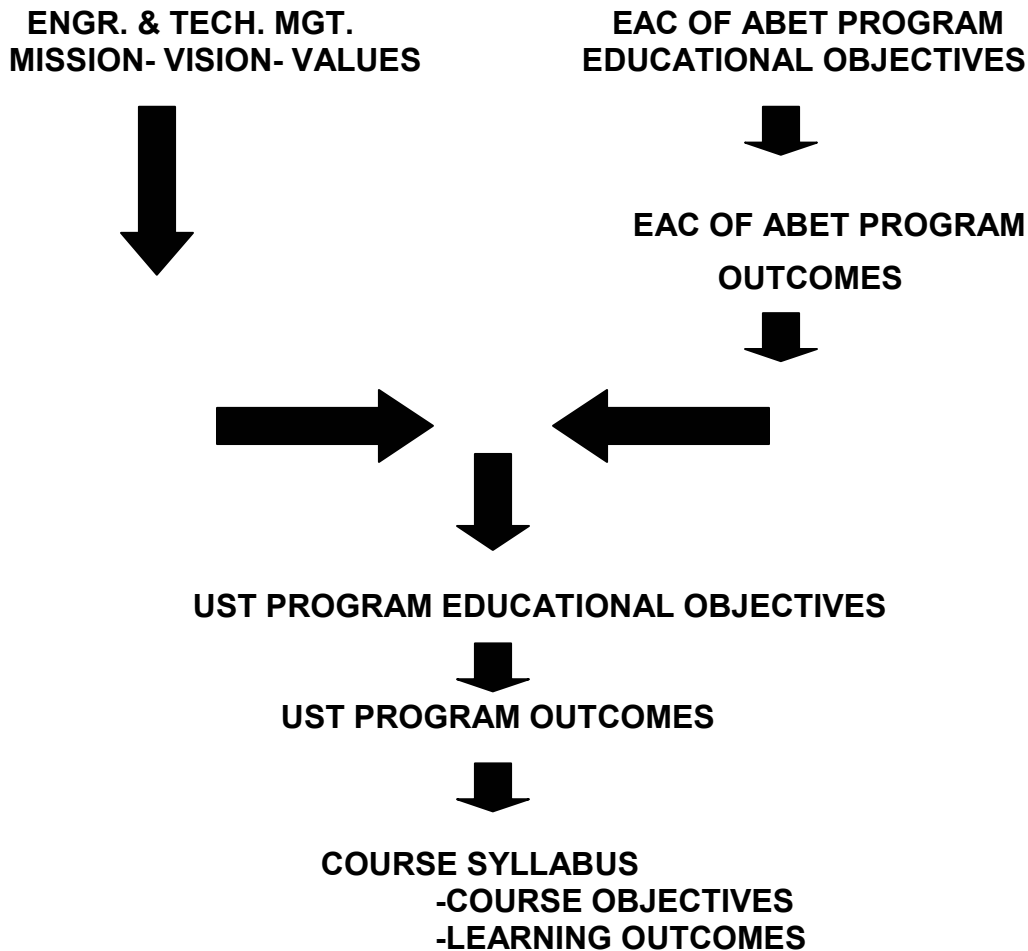 ENGR. & TECH. MGT.
MISSION- VISION- VALUES
EAC OF ABET PROGRAM
EDUCATIONAL OBJECTIVES
EAC OF ABET PROGRAM
OUTCOMES
UST PROGRAM EDUCATIONAL OBJECTIVES
UST PROGRAM OUTCOMES
COURSE SYLLABUS
-COURSE OBJECTIVES
-LEARNING OUTCOMES